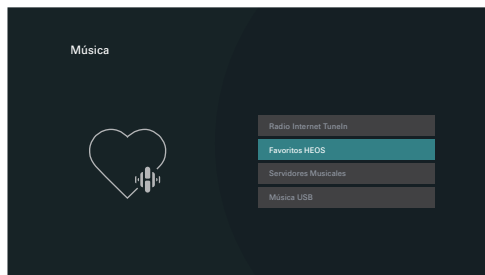 Música
Radio Internet TuneIn
Favoritos HEOS
Servidores Musicales
Música USB